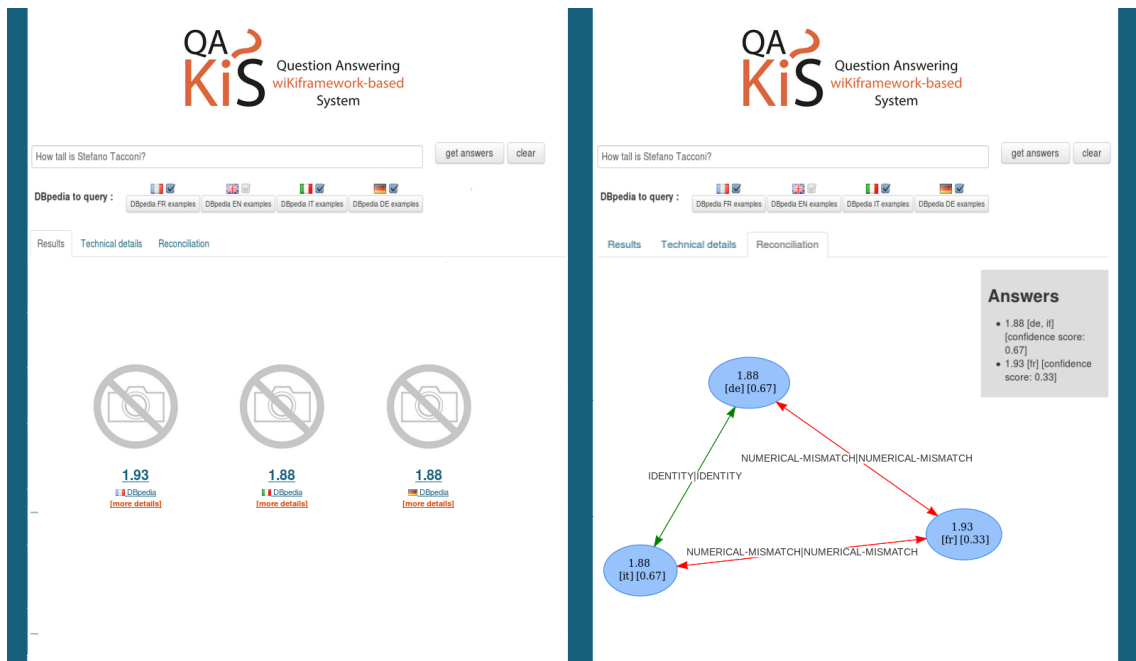 QA
KiS
Question Answering
wiKiframework-based
System
How tall is Stefano Tacconi?
get answers
clear
DBpedia to query :
DBpedia FR examples
DBpedia EN examples
DBpedia IT examples
DBpedia DE examples
Results
Technical details
Reconciliation
1.93
DBpedia
[more details]
1.88
DBpedia
[more details]
1.88
DBpedia
[more details]
QA
KiS
Question Answering
wiKiframework-based
System
How tall is Stefano Tacconi?
get answers
clear
DBpedia to query :
DBpedia FR examples
DBpedia EN examples
DBpedia IT examples
DBpedia DE examples
Results
Technical details
Reconciliation
Answers
• 1.88 [de, it]
[confidence score:
0.67]
• 1.93 [fr] [confidence
score: 0.33]
1.88
[de] [0.67]
NUMERICAL-MISMATCH|NUMERICAL-MISMATCH
IDENTITY|IDENTITY
1.93
[fr] [0.33]
NUMERICAL-MISMATCH|NUMERICAL-MISMATCH
1.88
[it] [0.67]